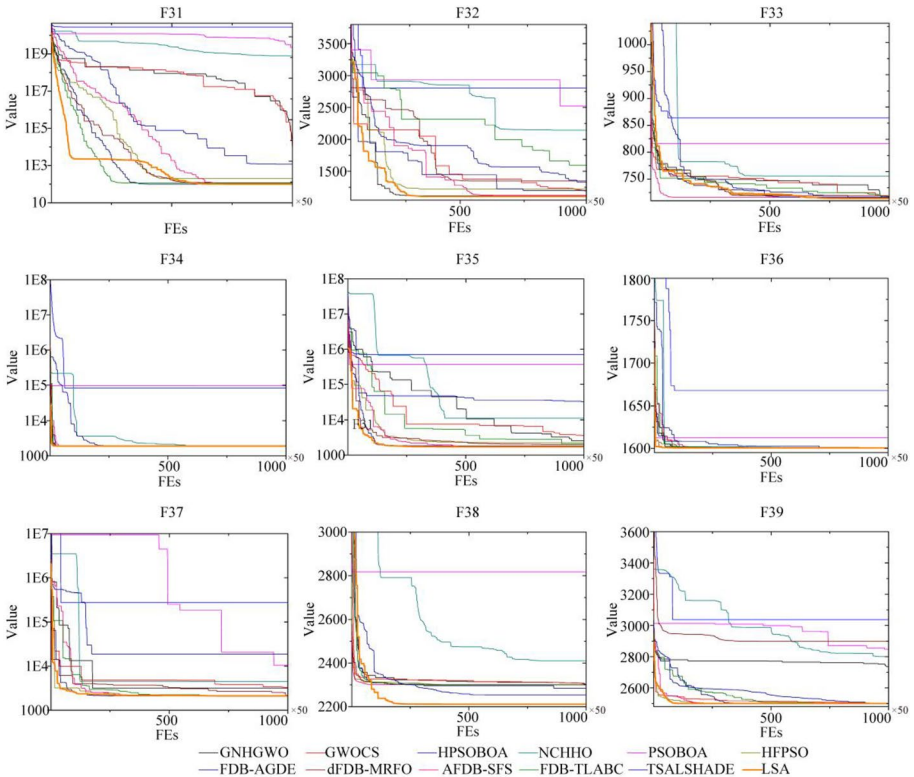 F31 F32 F33
1E9
1E7
1E5
1E3
10
Value
FEs
×50
3500
3000
2500
2000
1500
Value
500 1000
×50
FEs
1000
950
900
850
800
750
Value
500 1000
×50
FEs
F34 F35 F36
1E8
1E7
1E6
1E5
1E4
1000
Value
500 1000
×50
FEs
1E8
1E7
1E6
1E5
1E4
1000
Value
500 1000
×50
FEs
1800
1750
1700
1650
1600
Value
500 1000
×50
FEs
F37 F38 F39
1E7
1E6
1E5
1E4
1000
Value
500 1000
×50
FEs
3000
2800
2600
2400
2200
Value
500 1000
×50
FEs
3600
3400
3200
3000
2800
2600
Value
500 1000
×50
FEs
GNHGWO GWOCS HPSOBOA NCHHO PSOBOA HFPSO
FDB-AGDE dFDB-MRFO AFDB-SFS FDB-TLABC TSALSHADE LSA